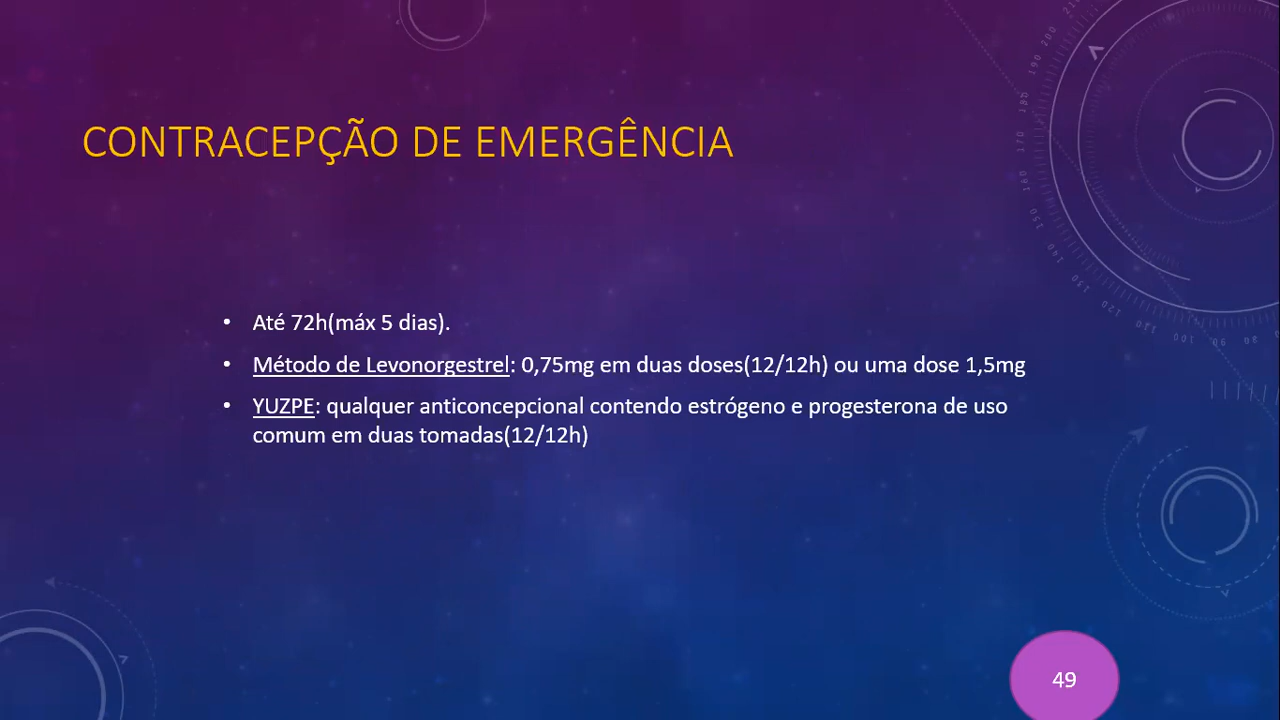 CONTRACEPÇÃO DE EMERGÊNCIA
• Até 72h(máx 5 dias).
• Método de Levonorgestrel: 0,75mg em duas doses(12/12h) ou uma dose 1,5mg
• YUZPE: qualquer anticoncepcional contendo estrógeno e progesterona de uso
comum em duas tomadas(12/12h)
49